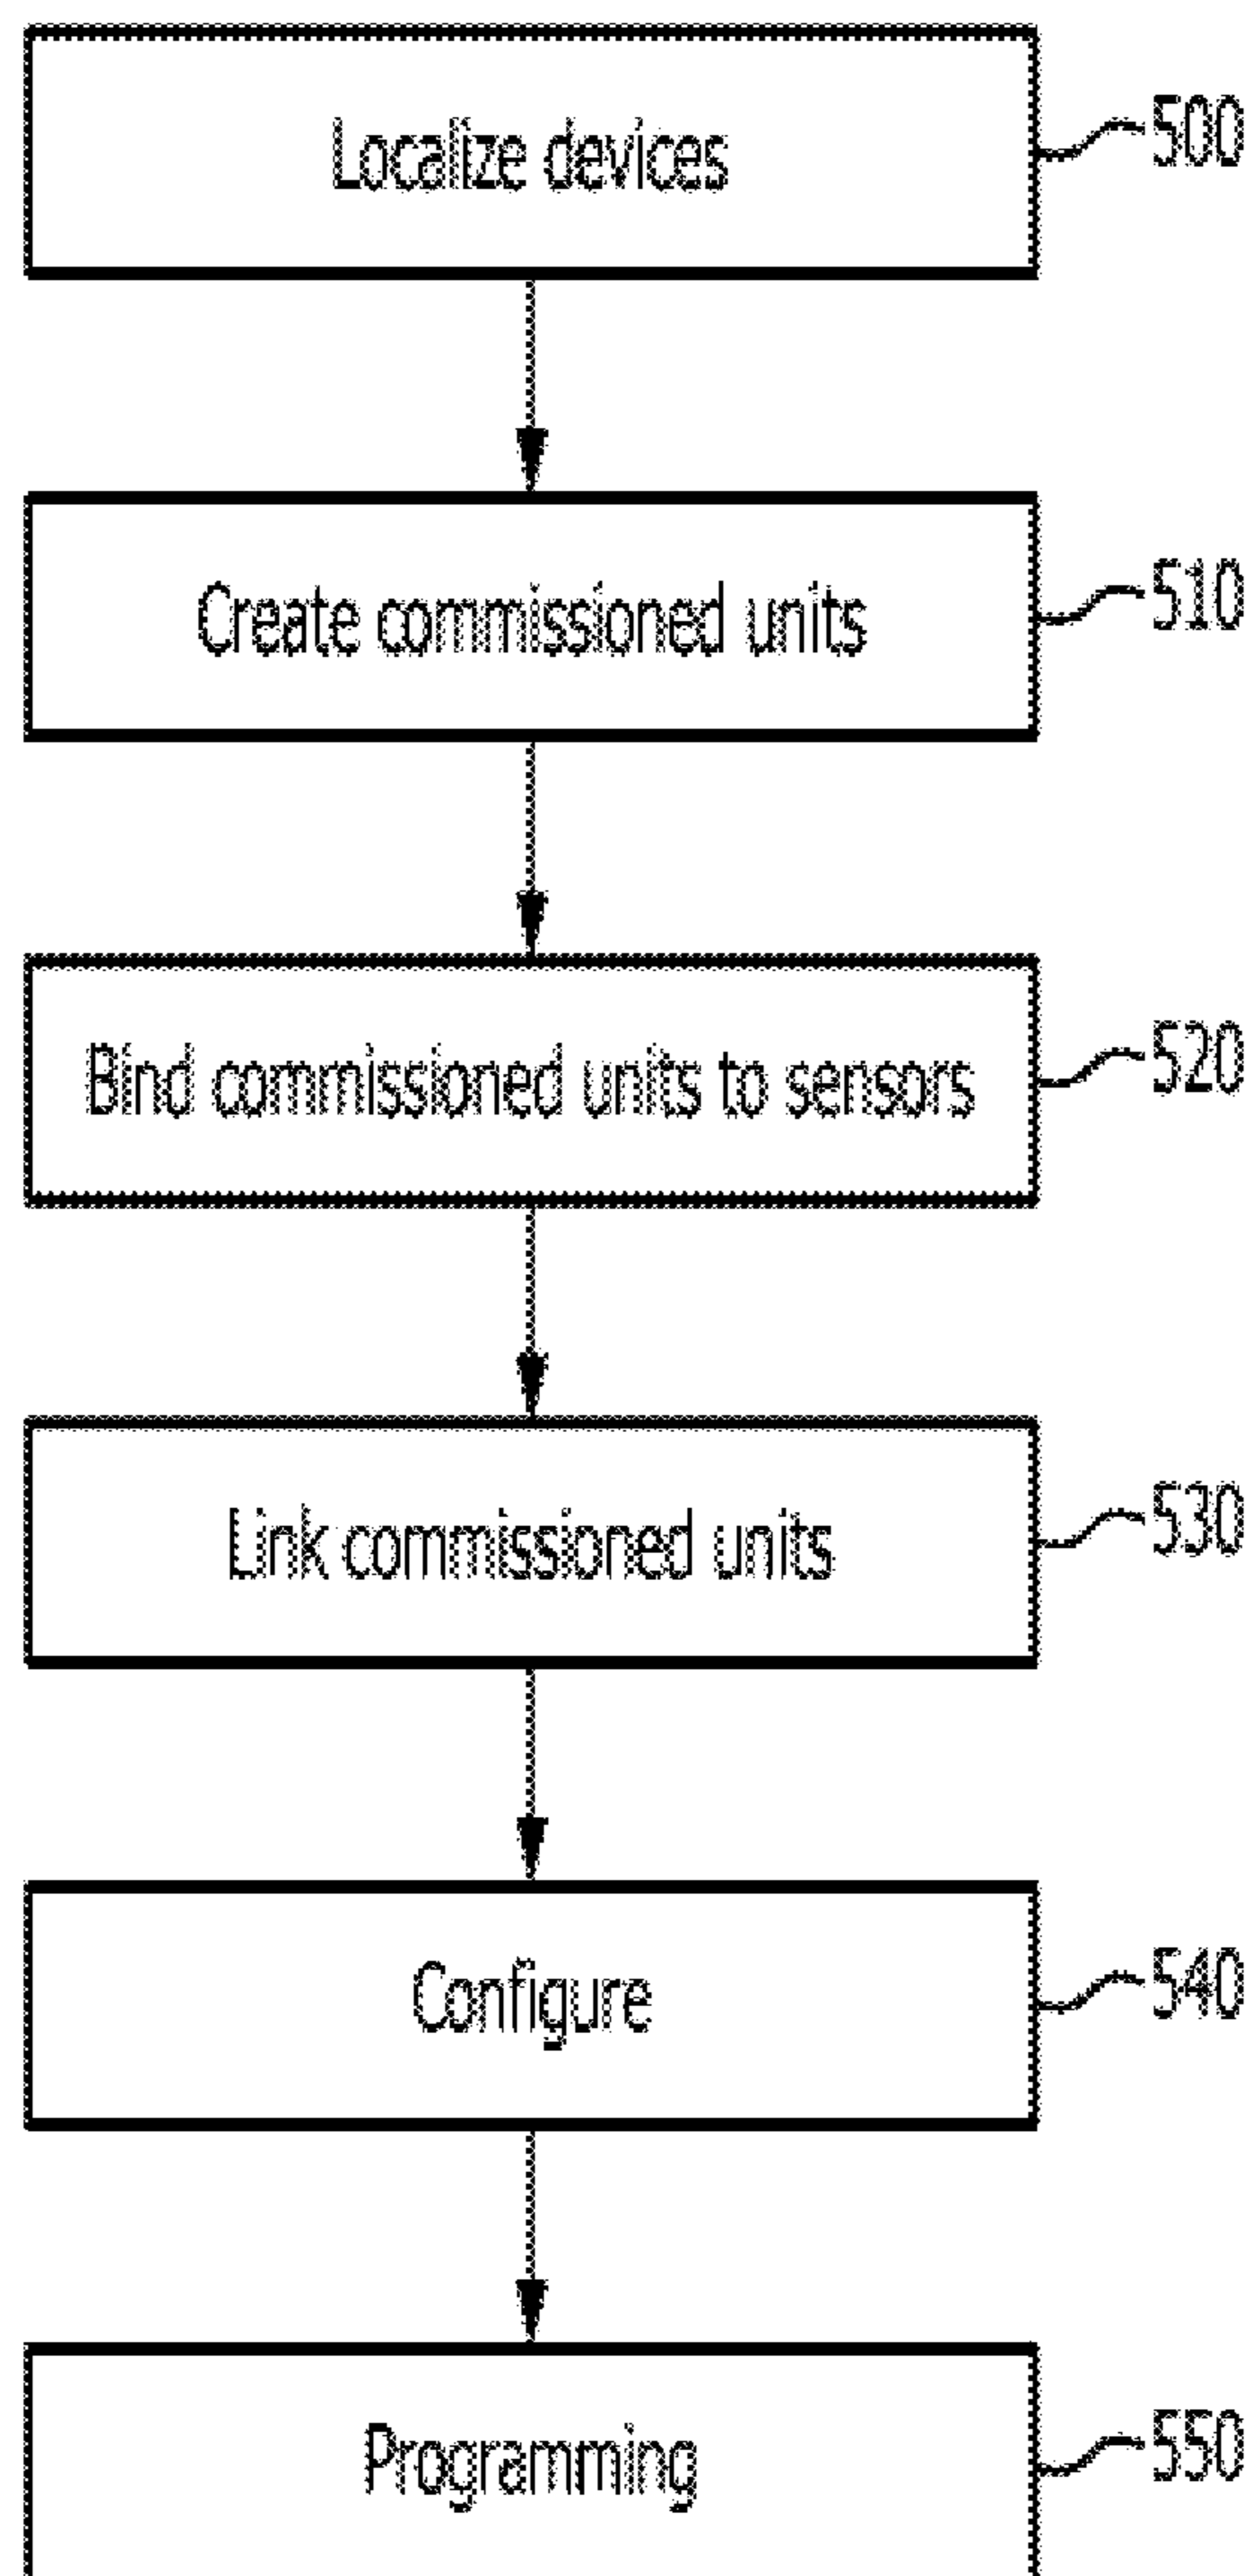 Localize devices
500
Create commissioned units
510
Bind commissioned units to sensors
520
Link commissioned units
530
Configure
540
Programming
550